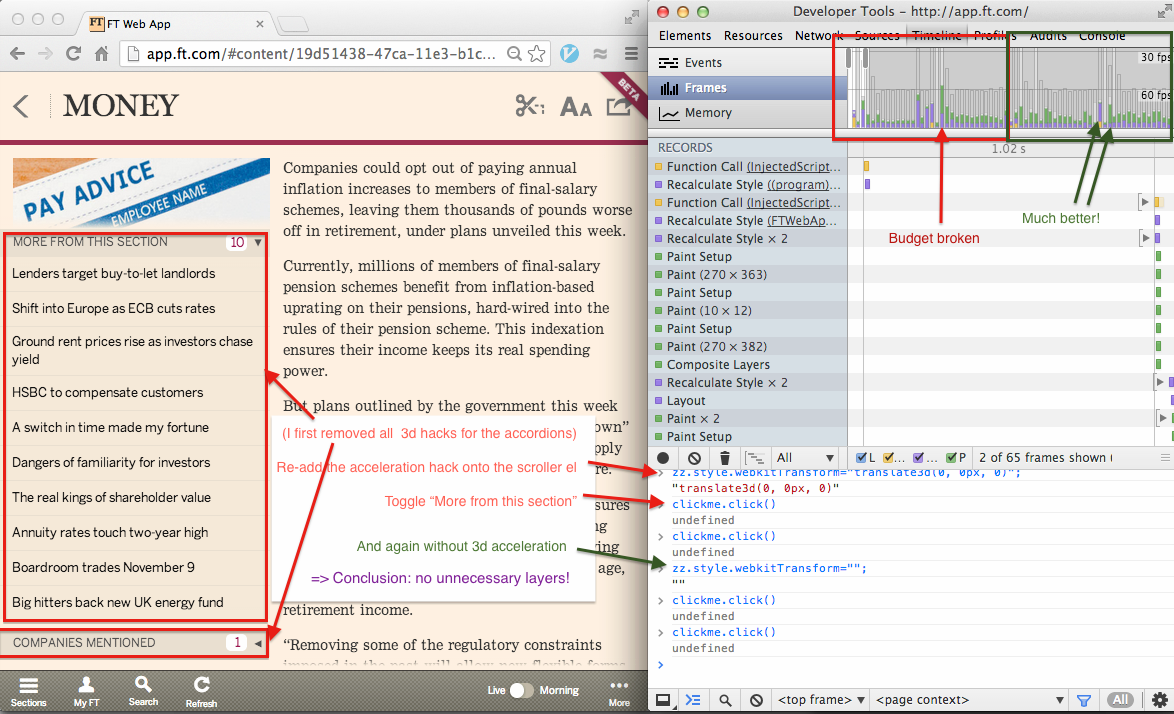 FT Web App
app.ft.com/#content/19d51438-47ca-11e3-b1c...
MONEY
AA
BETA
PAY ADVICE
EMPLOYEE NAME
MORE FROM THIS SECTION 10
Lenders target buy-to-let landlords
Shift into Europe as ECB cuts rates
Ground rent prices rise as investors chase
yield
HSBC to compensate customers
A switch in time made my fortune
Dangers of familiarity for investors
The real kings of shareholder value
Annuity rates touch two-year high
Boardroom trades November 9
Big hitters back new UK energy fund
COMPANIES MENTIONED 1
Companies could opt out of paying annual
inflation increases to members of final-salary
schemes, leaving them thousands of pounds worse
off in retirement, under plans unveiled this week.
Currently, millions of members of final-salary
pension schemes benefit from inflation-based
uprating on their pensions, hard-wired into the
rules of their pension scheme. This indexation
ensures their income keeps its real spending
power.
But plans outlined by the government this week
own”
pply
re.
sures
ng
ving
age,
retirement income.
“Removing some of the regulatory constraints
imposed in the past will allow new flexible forms
(I first removed all 3d hacks for the accordions)
Re-add the acceleration hack onto the scroller el
Toggle “More from this section”
And again without 3d acceleration
=> Conclusion: no unnecessary layers!
Sections
My FT
Search
Refresh
Live
Morning
More
Developer Tools - http://app.ft.com/
Elements Resources Network Sources Timeline Profiles Audits Console
Events
Frames
Memory
30 fps
60 fps
RECORDS
1.02 s
Function Call (InjectedScript...
Recalculate Style ((program)...
Function Call (InjectedScript...
Recalculate Style (FTWebAp...
Recalculate Style × 2
Paint Setup
Paint (270 × 363)
Paint Setup
Paint (10 × 12)
Paint Setup
Paint (270 × 382)
Composite Layers
Recalculate Style × 2
Layout
Paint × 2
Paint Setup
Budget broken
Much better!
All L ... ... P 2 of 65 frames shown (
zz.style.webkitTransform="translate3d(0, 0px, 0)";
"translate3d(0, 0px, 0)"
clickme.click()
undefined
clickme.click()
undefined
zz.style.webkitTransform="";
""
clickme.click()
undefined
clickme.click()
undefined
<top frame> <page context> All